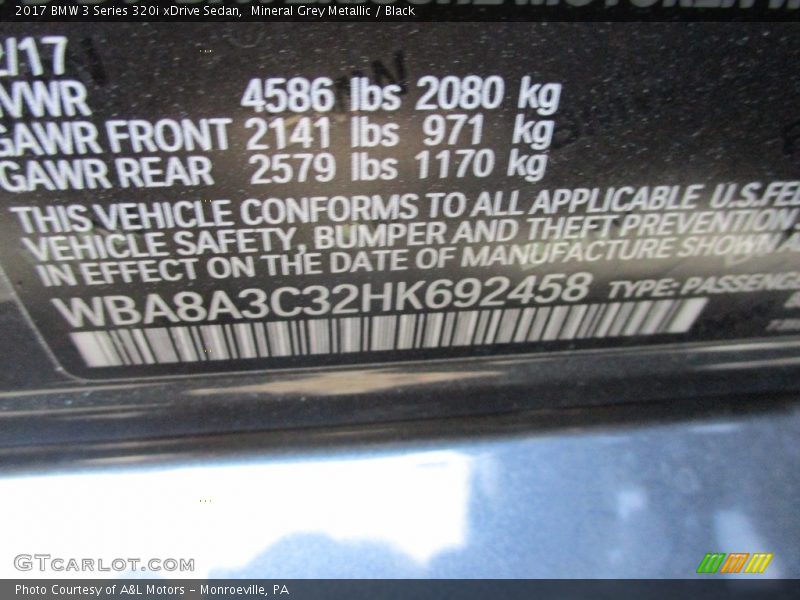 2017 BMW 3 Series 320i xDrive Sedan, Mineral Grey Metallic / Black
/17
4586 lbs 2080 kg
GAWR FRONT 2141 lbs 971 kg
GAWR REAR 2579 lbs 1170 kg
THIS VEHICLE CONFORMS TO ALL APPLICABLE U.S.
VEHICLE SAFETY, BUMPER AND THEFT PREVENTION
IN EFFECT ON THE DATE OF MANUFACTURE SHOWN
WBA8A3C32HK692458 TYPE: PASSENGE
GTCARLOT.COM
Photo Courtesy of A&L Motors – Monroeville, PA